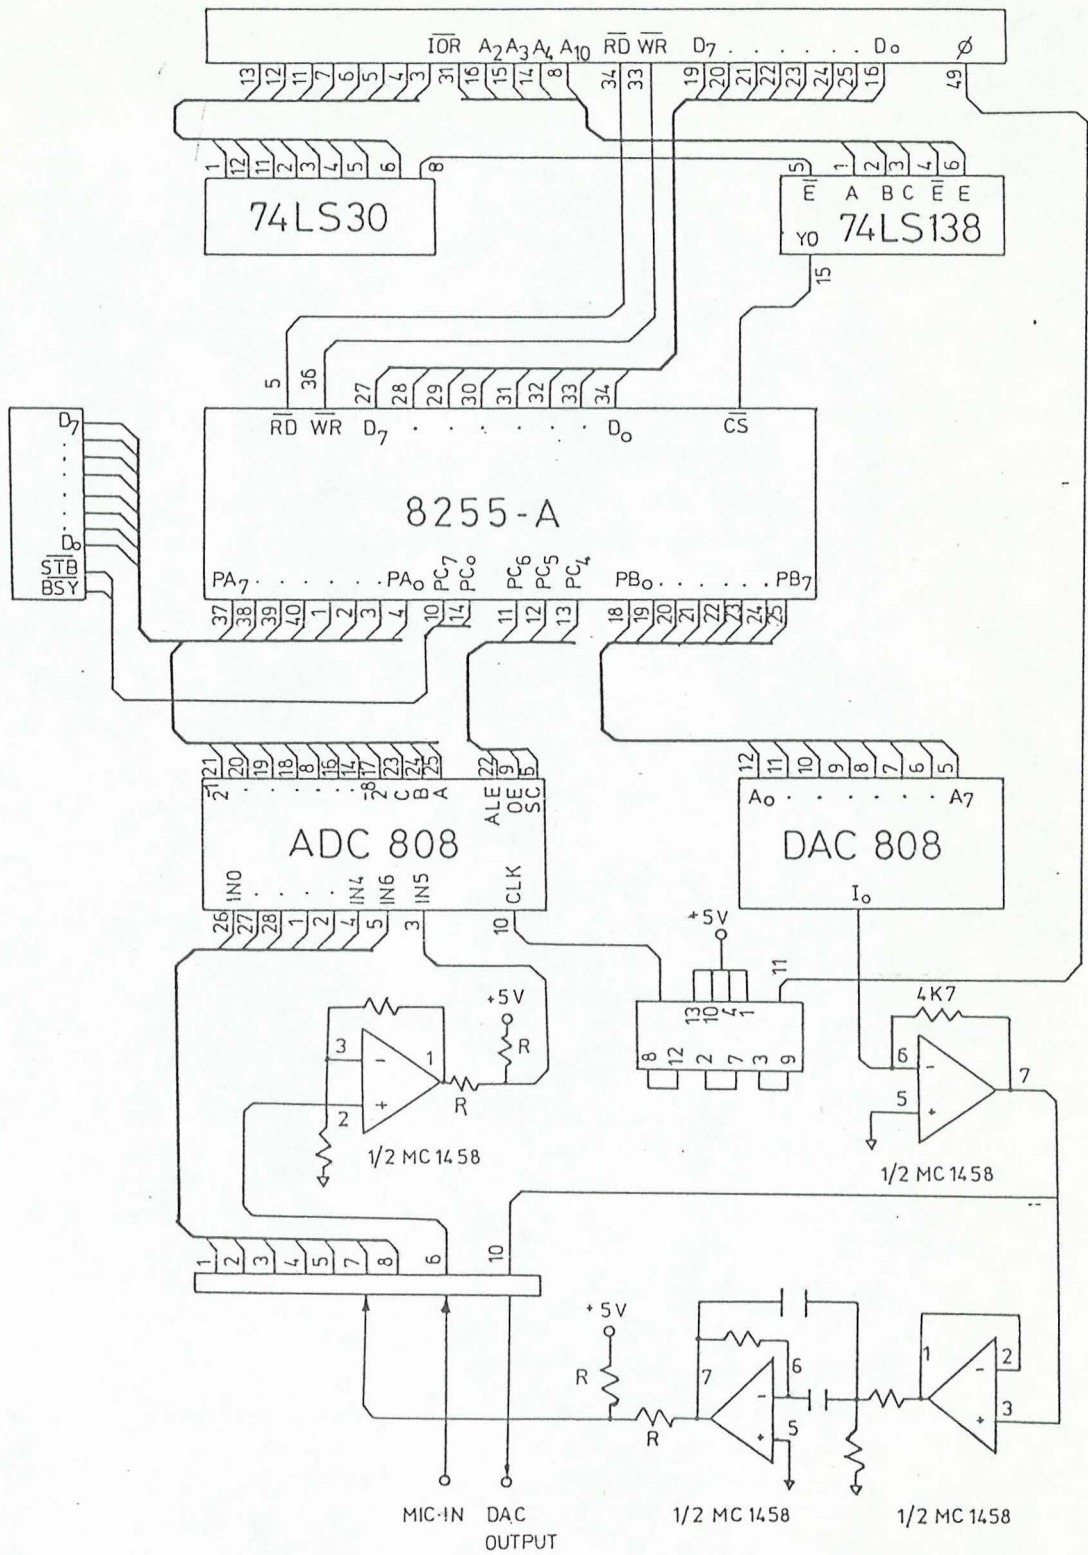 I̅O̅R̅ A2 A3 A4 A10 R̅D̅ W̅R̅ D7 . . . . . . D0 ϕ
13 12 11 7 6 5 4 3 31 16 15 14 8 34 33 19 20 21 22 23 24 25 16 49
1 12 11 2 3 4 5 6 8 5 1 2 3 4 6
E̅ A B C E̅ E
74LS30
Y0 74LS138
15
5 36 27 28 29 30 31 32 33 34
R̅D̅ W̅R̅ D7 . . . . . . D0 C̅S̅
D7
.
.
.
.
.
.
D0
S̅T̅B̅
B̅S̅Y̅
8255-A
PA7 . . . . . . PA0 PC7 PC0 PC6 PC5 PC4 PB0 . . . . . . PB7
37 38 39 40 1 2 3 4 10 14 11 12 13 18 19 20 21 22 23 24 25
21 20 19 18 8 16 14 17 23 24 25 22 9 6
2-1 . . . . . . 2-8 C B A ALE OE SC
ADC 808
IN0 . . . . IN4 IN6 IN5 CLK
26 27 28 1 2 4 5 3 10
12 11 10 9 8 7 6 5
A0 . . . . . . A7
DAC 808
I0
+5V
11
13 10 4 1
8 12 2 7 3 9
4K7
6 -
7
5 +
1/2 MC 1458
+5V
R
3 -
1
2 +
R
1/2 MC 1458
1 2 3 4 5 7 8 6 10
+5V
R
R
7
6
-
+ 5
1/2 MC 1458
1
2
-
+ 3
1/2 MC 1458
MIC-IN DAC
OUTPUT